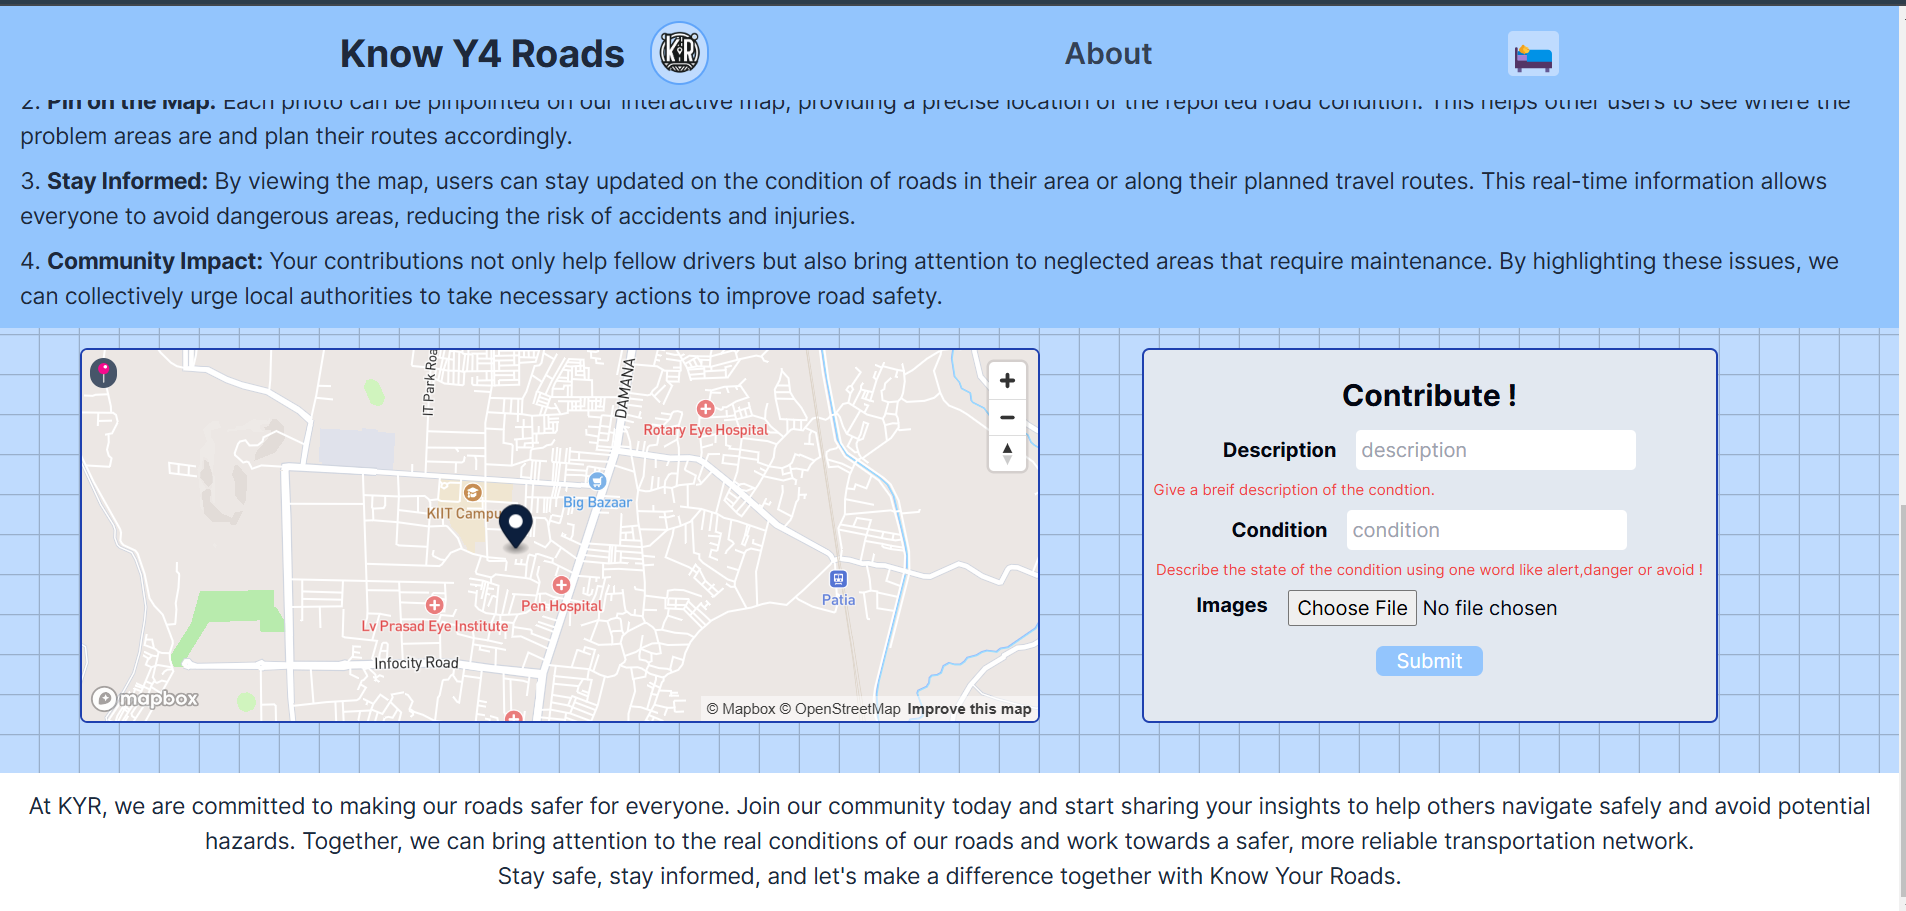 Know Y4 Roads
KYR
About
2. Pin on the Map: Each photo can be pinpointed on our interactive map, providing a precise location of the reported road condition. This helps other users to see where the
problem areas are and plan their routes accordingly.
3. Stay Informed: By viewing the map, users can stay updated on the condition of roads in their area or along their planned travel routes. This real-time information allows
everyone to avoid dangerous areas, reducing the risk of accidents and injuries.
4. Community Impact: Your contributions not only help fellow drivers but also bring attention to neglected areas that require maintenance. By highlighting these issues, we
can collectively urge local authorities to take necessary actions to improve road safety.
IT Park Roa
DAMANA
Rotary Eye Hospital
Big Bazaar
KIIT Campu
Pen Hospital
Patia
Lv Prasad Eye Institute
Infocity Road
mapbox
© Mapbox © OpenStreetMap Improve this map
Contribute !
Description description
Give a breif description of the condtion.
Condition condition
Describe the state of the condition using one word like alert,danger or avoid !
Images Choose File No file chosen
Submit
At KYR, we are committed to making our roads safer for everyone. Join our community today and start sharing your insights to help others navigate safely and avoid potential
hazards. Together, we can bring attention to the real conditions of our roads and work towards a safer, more reliable transportation network.
Stay safe, stay informed, and let's make a difference together with Know Your Roads.